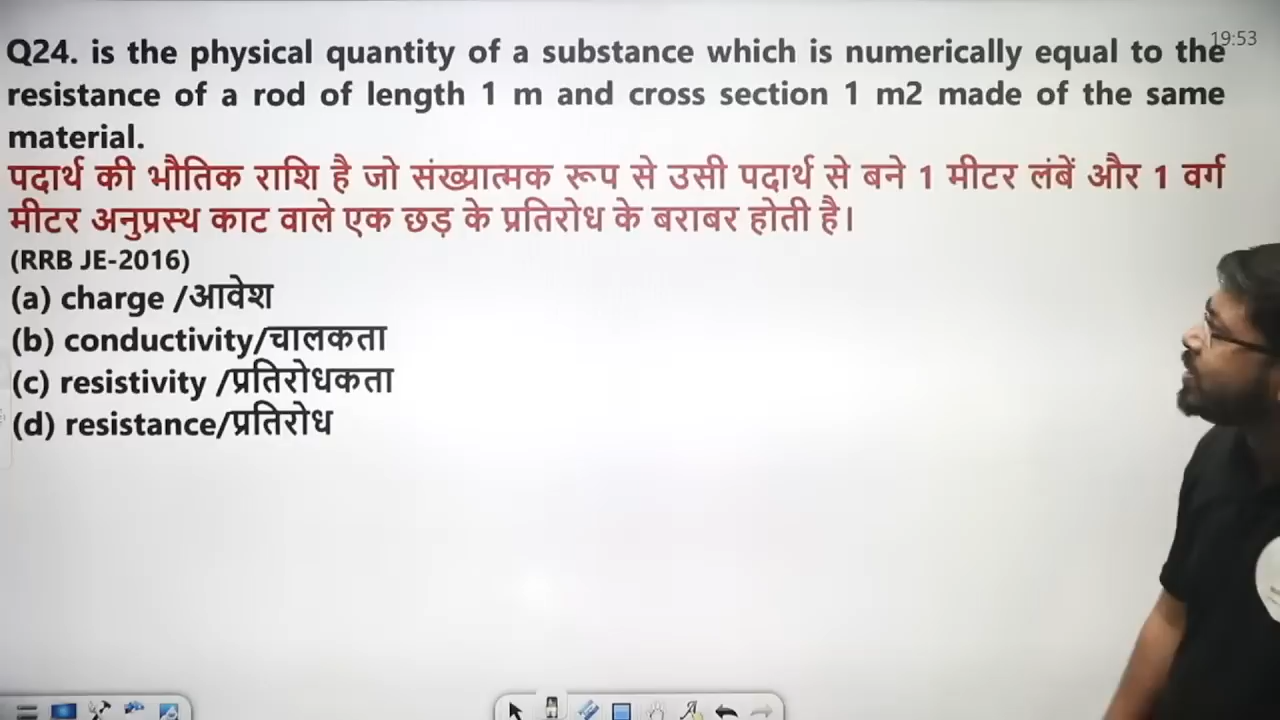 19:53
Q24. is the physical quantity of a substance which is numerically equal to the
resistance of a rod of length 1 m and cross section 1 m2 made of the same
material.
पदार्थ की भौतिक राशि है जो संख्यात्मक रूप से उसी पदार्थ से बने 1 मीटर लंबें और 1 वर्ग
मीटर अनुप्रस्थ काट वाले एक छड़ के प्रतिरोध के बराबर होती है।
(RRB JE-2016)
(a) charge /आवेश
(b) conductivity/चालकता
(c) resistivity /प्रतिरोधकता
(d) resistance/प्रतिरोध